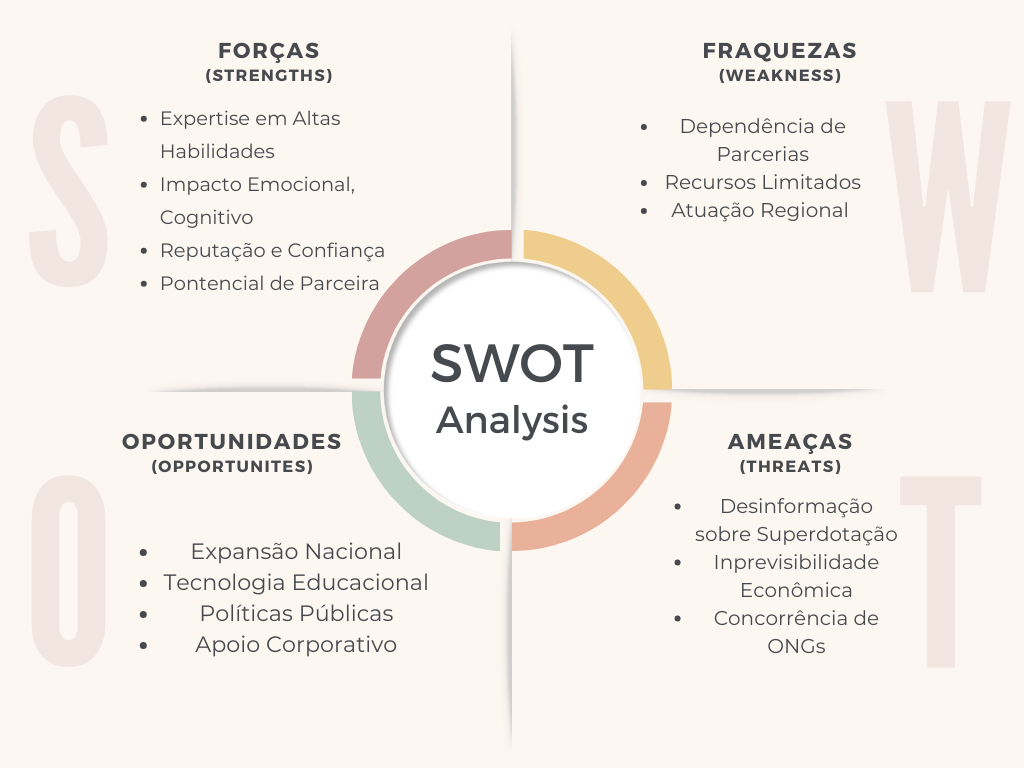 S
FORÇAS
(STRENGTHS)
• Expertise em Altas
Habilidades
• Impacto Emocional,
Cognitivo
• Reputação e Confiança
• Pontencial de Parceira
W
FRAQUEZAS
(WEAKNESS)
• Dependência de
Parcerias
• Recursos Limitados
• Atuação Regional
SWOT
Analysis
O
OPORTUNIDADES
(OPPORTUNITES)
• Expansão Nacional
• Tecnologia Educacional
• Políticas Públicas
• Apoio Corporativo
T
AMEAÇAS
(THREATS)
• Desinformação
sobre Superdotação
• Inprevisibilidade
Econômica
• Concorrência de
ONGs